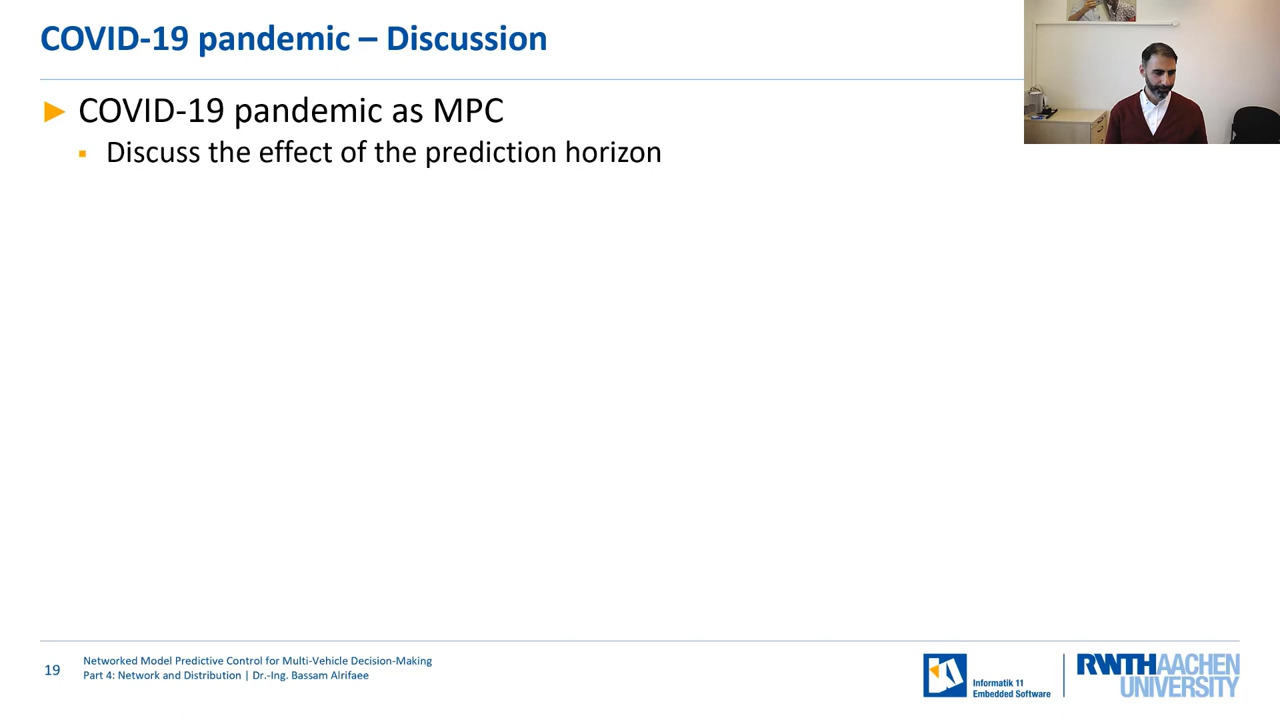 COVID-19 pandemic – Discussion
► COVID-19 pandemic as MPC
▪ Discuss the effect of the prediction horizon
19
Networked Model Predictive Control for Multi-Vehicle Decision-Making
Part 4: Network and Distribution | Dr.-Ing. Bassam Alrifaee
Informatik 11
Embedded Software
RWTHAACHEN
UNIVERSITY